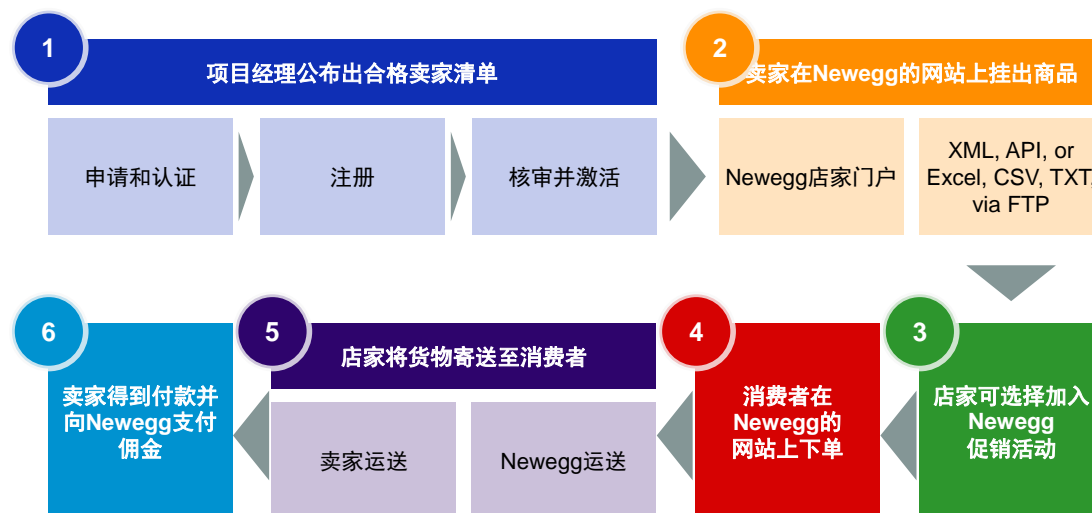 1
项目经理公布出合格卖家清单
申请和认证
注册
核审并激活
2
卖家在Newegg的网站上挂出商品
Newegg店家门户
XML, API, or
Excel, CSV, TXT,
via FTP
6
卖家得到付款并
向Newegg支付
佣金
5
店家将货物寄送至消费者
卖家运送
Newegg运送
4
消费者在
Newegg的
网站上下单
3
店家可选择加入
Newegg
促销活动